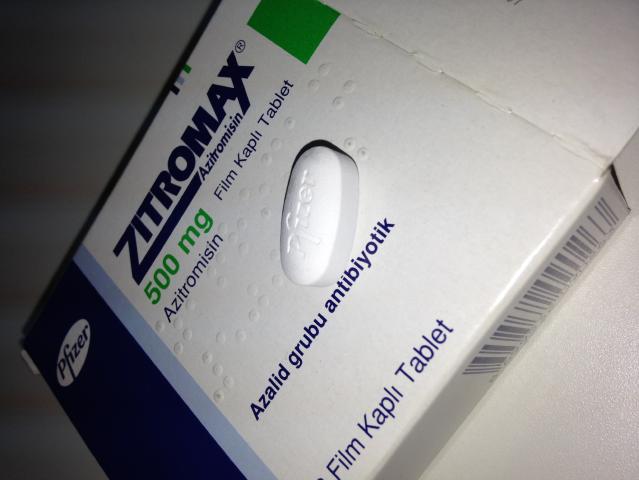 ZITROMAX®
Azitromisin
500 mg Film Kaplı Tablet
Azitromisin
Pfizer
Azalid grubu antibiyotik
Pfizer
Film Kaplı Tablet